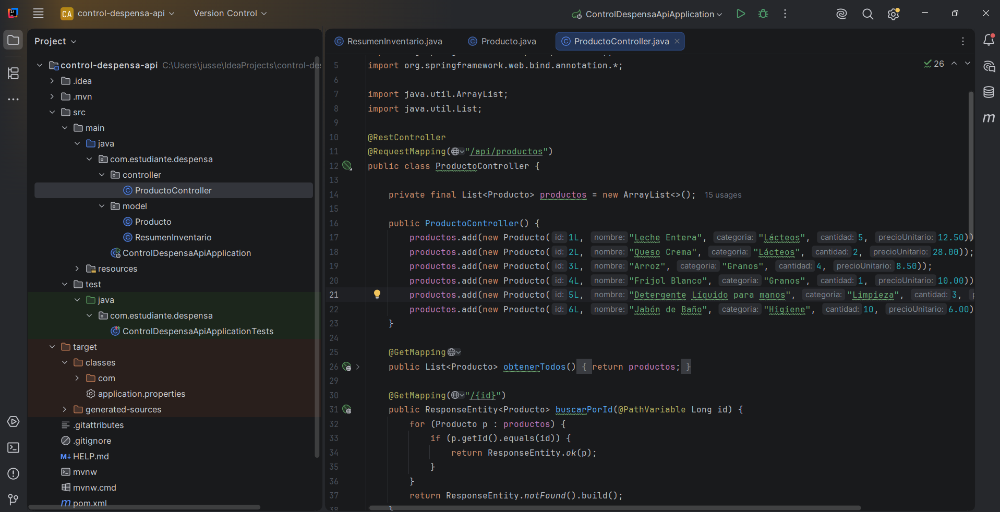 CA control-despensa-api Version Control ControlDespensaApiApplication
Project
control-despensa-api C:\Users\jusse\IdeaProjects\control-de
.idea
.mvn
src
main
java
com.estudiante.despensa
controller
ProductoController
model
Producto
ResumenInventario
ControlDespensaApiApplication
resources
test
java
com.estudiante.despensa
ControlDespensaApiApplicationTests
target
classes
com
application.properties
generated-sources
.gitattributes
.gitignore
M↓ HELP.md
mvnw
mvnw.cmd
m pom.xml
ResumenInventario.java Producto.java ProductoController.java
26
5 import org.springframework.web.bind.annotation.*;
6
7 import java.util.ArrayList;
8 import java.util.List;
9
10 @RestController
11 @RequestMapping("/api/productos")
12 public class ProductoController {
13
14 private final List<Producto> productos = new ArrayList<>(); 15 usages
15
16 public ProductoController() {
17 productos.add(new Producto( id: 1L, nombre: "Leche Entera", categoria: "Lácteos", cantidad: 5, precioUnitario: 12.50))
18 productos.add(new Producto( id: 2L, nombre: "Queso Crema", categoria: "Lácteos", cantidad: 2, precioUnitario: 28.00));
19 productos.add(new Producto( id: 3L, nombre: "Arroz", categoria: "Granos", cantidad: 4, precioUnitario: 8.50));
20 productos.add(new Producto( id: 4L, nombre: "Frijol Blanco", categoria: "Granos", cantidad: 1, precioUnitario: 10.00))
21 productos.add(new Producto( id: 5L, nombre: "Detergente Líquido para manos", categoria: "Limpieza", cantidad: 3,
22 productos.add(new Producto( id: 6L, nombre: "Jabón de Baño", categoria: "Higiene", cantidad: 10, precioUnitario: 6.00)
23 }
24
25 @GetMapping
26 public List<Producto> obtenerTodos() { return productos; }
29
30 @GetMapping("/{id}")
31 public ResponseEntity<Producto> buscarPorId(@PathVariable Long id) {
32 for (Producto p : productos) {
33 if (p.getId().equals(id)) {
34 return ResponseEntity.ok(p);
35 }
36 }
37 return ResponseEntity.notFound().build();
38 }
m